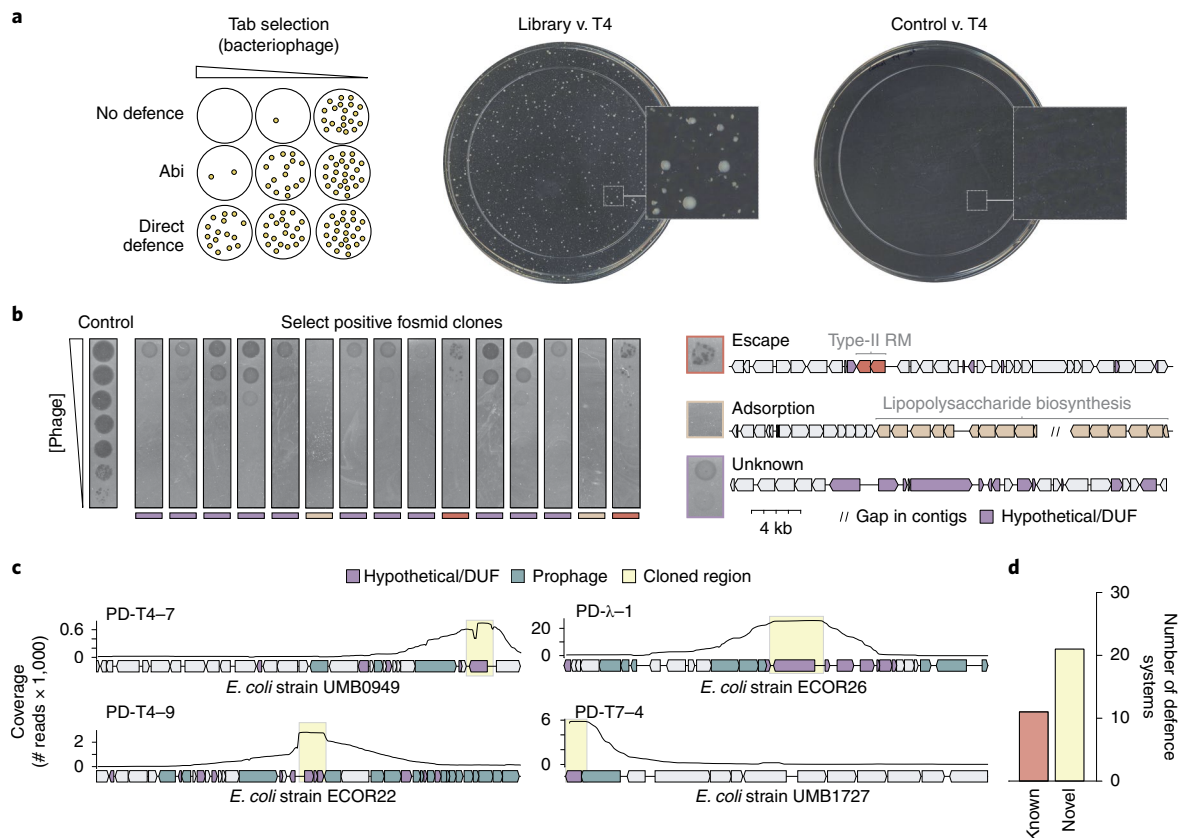 a
Tab selection
(bacteriophage)
Library v. T4
Control v. T4
No defence
Abi
Direct
defence
b
Control
Select positive fosmid clones
[Phage]
Escape
Type-II RM
Adsorption
Lipopolysaccharide biosynthesis
Unknown
4 kb
// Gap in contigs
Hypothetical/DUF
c
Hypothetical/DUF
Prophage
Cloned region
Coverage
(# reads × 1,000)
PD-T4–7
0.6
0
E. coli strain UMB0949
PD-λ–1
20
0
E. coli strain ECOR26
PD-T4–9
2
0
E. coli strain ECOR22
PD-T7–4
6
0
E. coli strain UMB1727
d
30
20
10
0
Number of defence
systems
Known
Novel